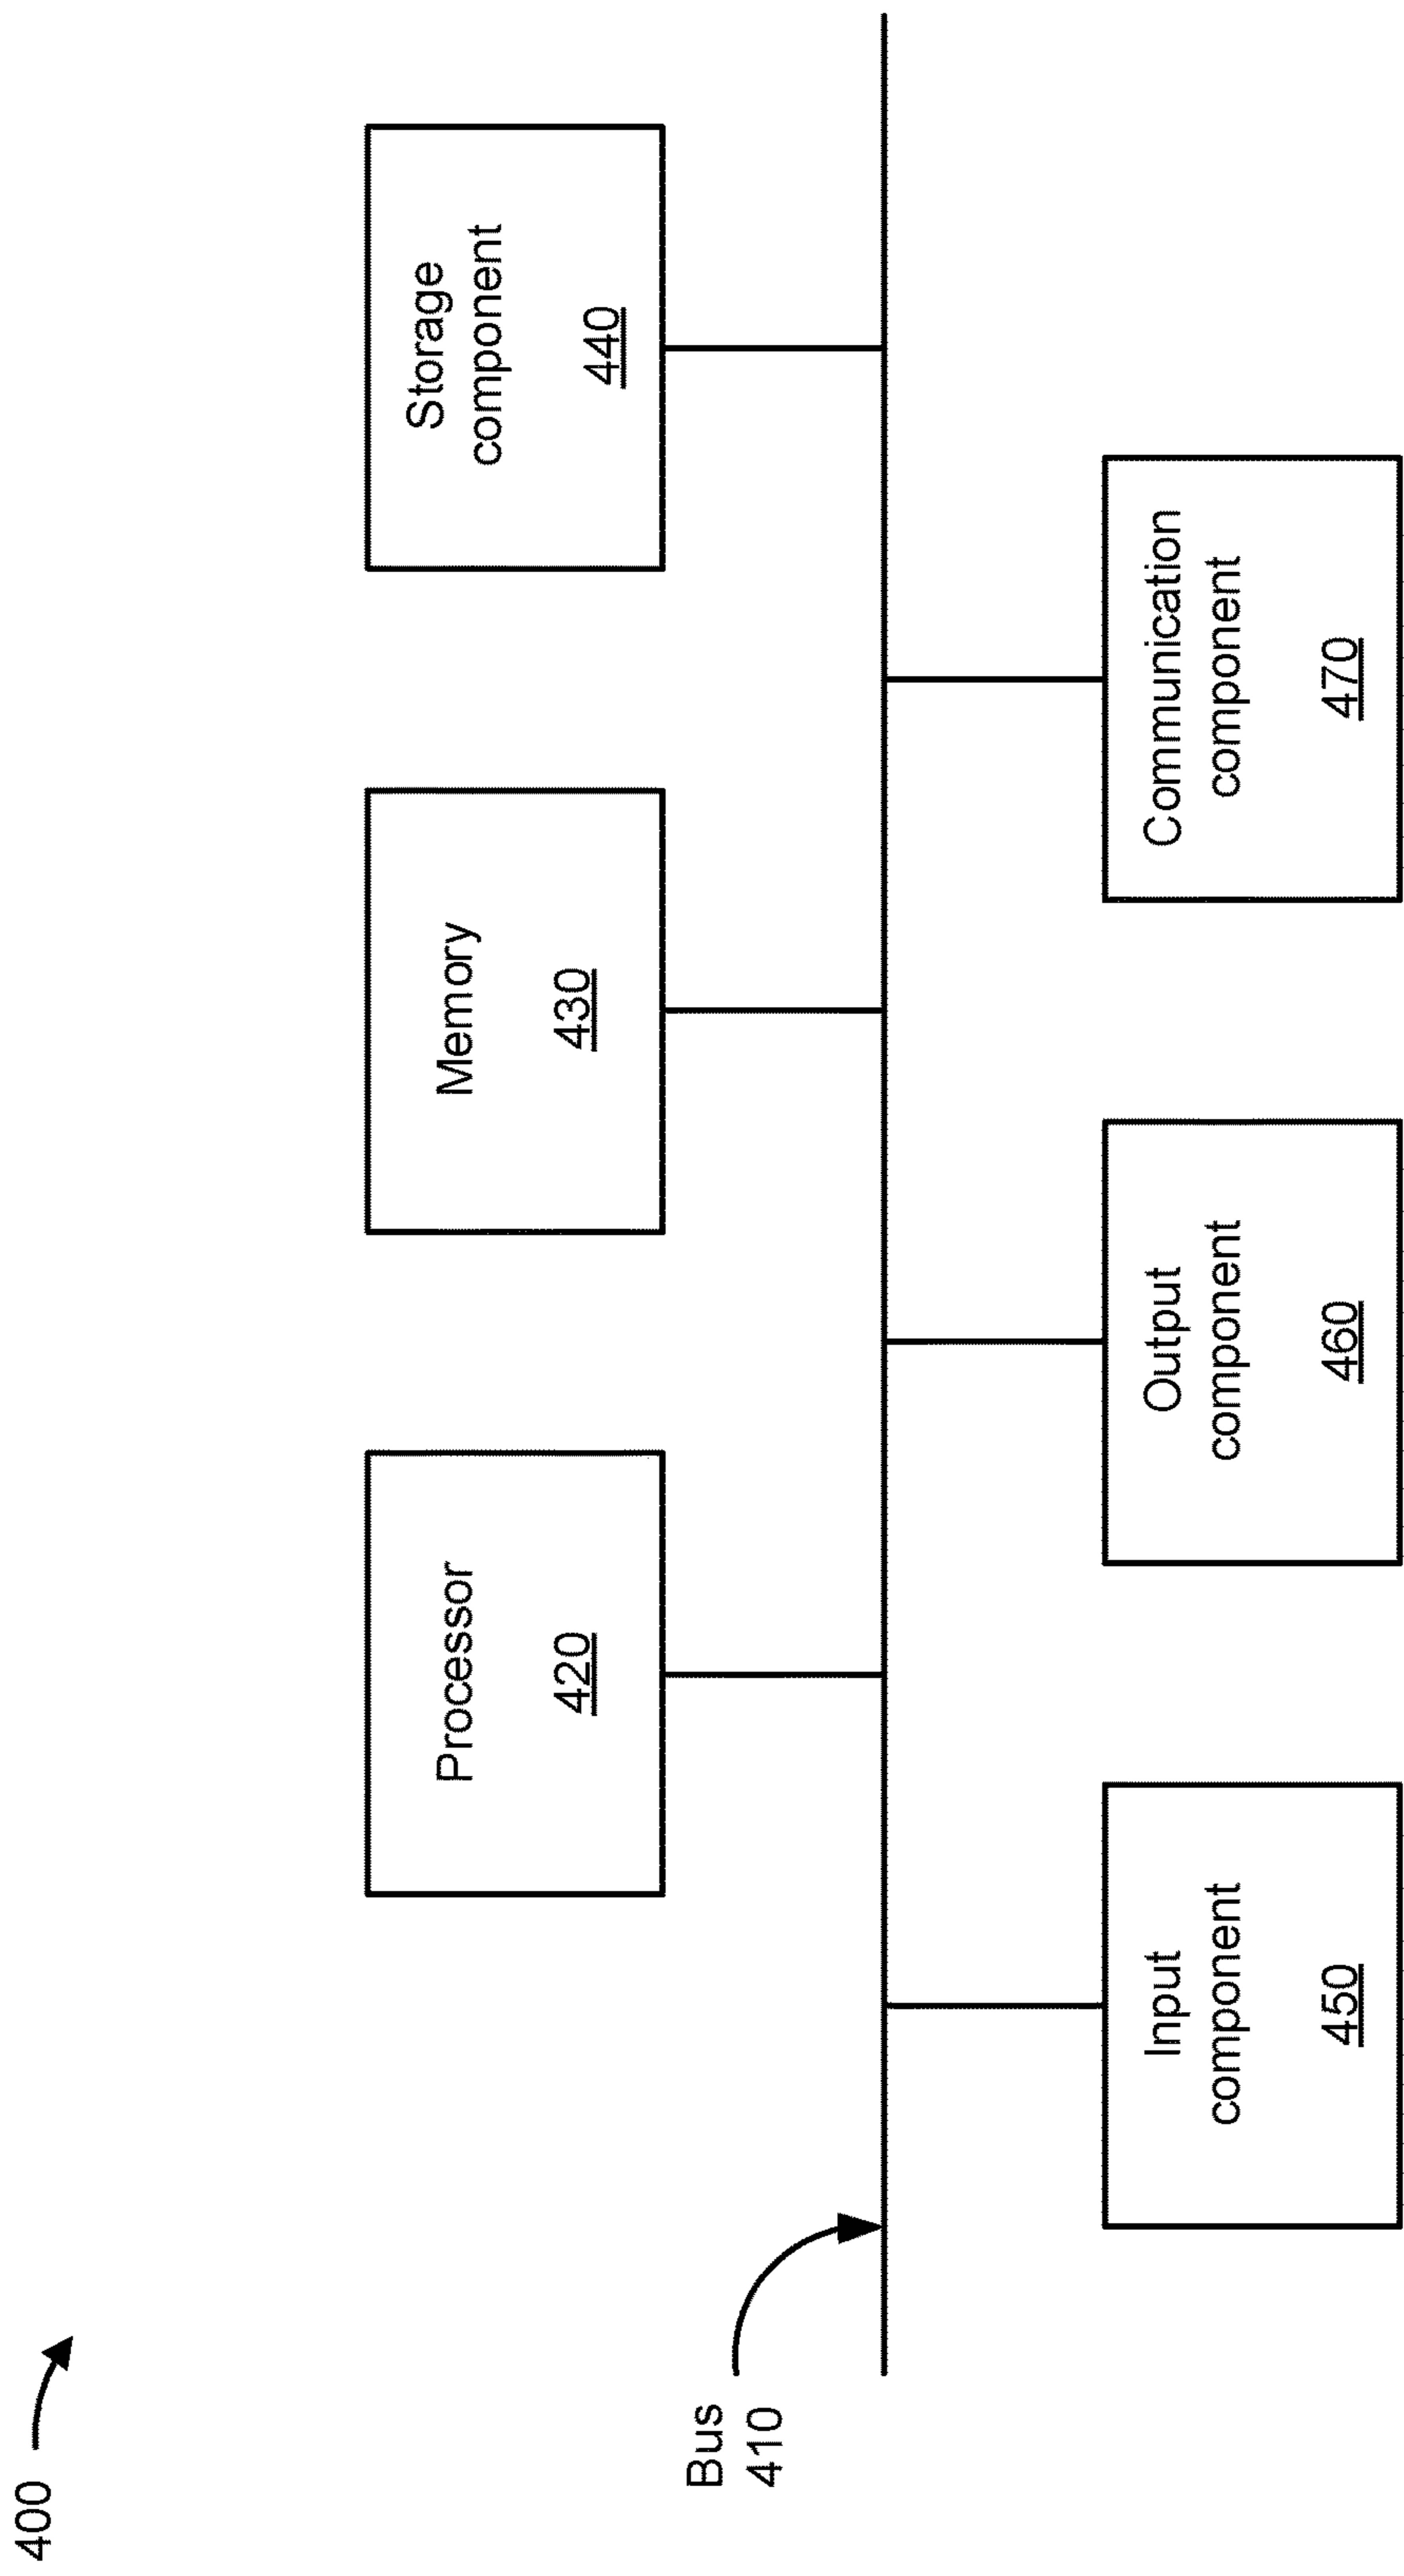 400
Processor
420
Memory
430
Storage
component
440
Bus
410
Input
component
450
Output
component
460
Communication
component
470